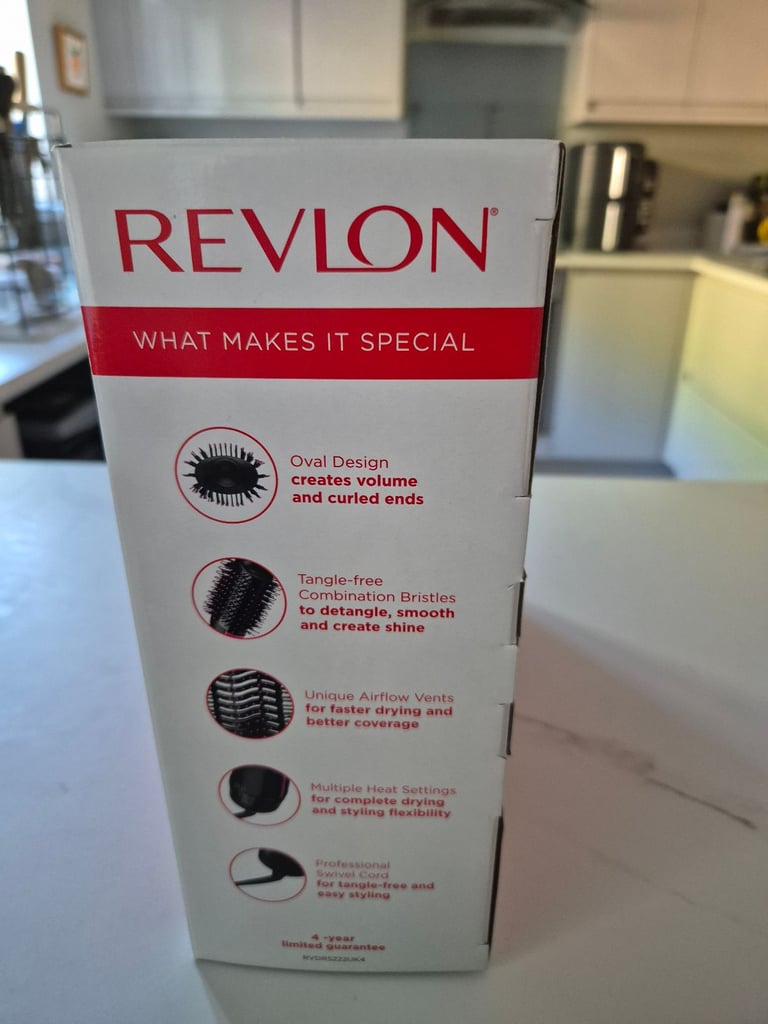 REVLON®
WHAT MAKES IT SPECIAL
Oval Design
creates volume
and curled ends
Tangle-free
Combination Bristles
to detangle, smooth
and create shine
Unique Airflow Vents
for faster drying and
better coverage
Multiple Heat Settings
for complete drying
and styling flexibility
Professional
Swivel Cord
for tangle-free and
easy styling
4 -year
limited guarantee
RVDR5222UK4